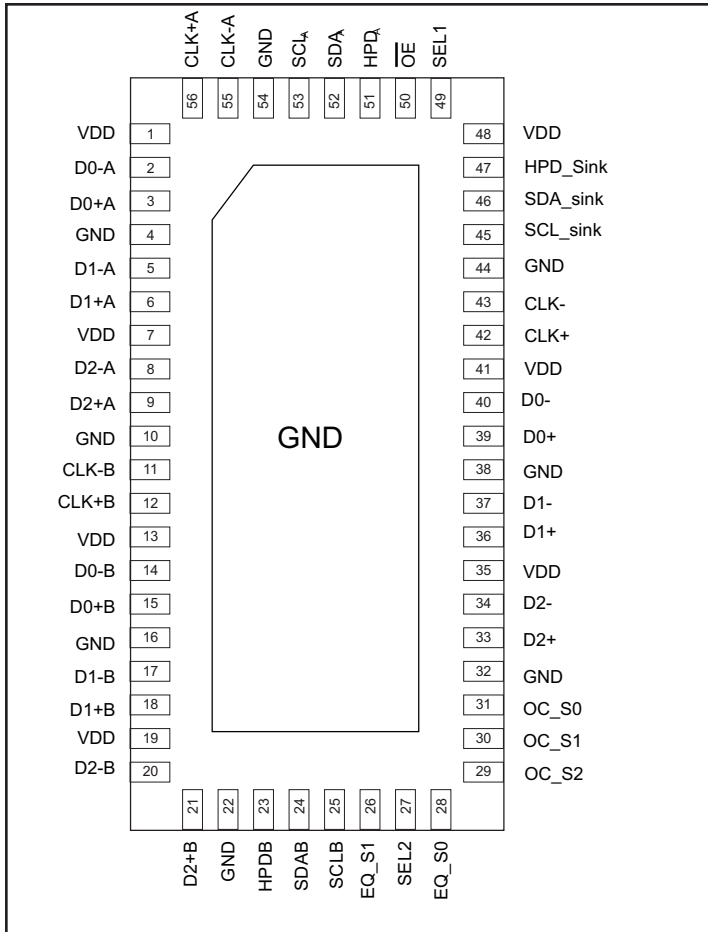 CLK+A CLK-A GND SCLA SDAA HPDA OE SEL1
56 55 54 53 52 51 50 49
VDD 1 48 VDD
D0-A 2 47 HPD_Sink
D0+A 3 46 SDA_sink
GND 4 45 SCL_sink
D1-A 5 44 GND
D1+A 6 43 CLK-
VDD 7 42 CLK+
D2-A 8 41 VDD
D2+A 9 40 D0-
GND 10 39 D0+
GND
CLK-B 11 38 GND
CLK+B 12 37 D1-
VDD 13 36 D1+
D0-B 14 35 VDD
D0+B 15 34 D2-
GND 16 33 D2+
D1-B 17 32 GND
D1+B 18 31 OC_S0
VDD 19 30 OC_S1
D2-B 20 29 OC_S2
21 22 23 24 25 26 27 28
D2+B GND HPDB SDAB SCLB EQ_S1 SEL2 EQ_S0